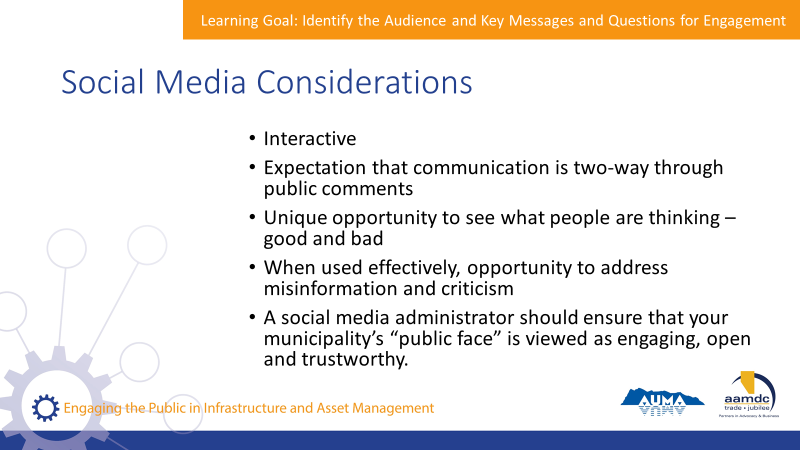 Learning Goal: Identify the Audience and Key Messages and Questions for Engagement
Social Media Considerations
• Interactive
• Expectation that communication is two-way through
public comments
• Unique opportunity to see what people are thinking –
good and bad
• When used effectively, opportunity to address
misinformation and criticism
• A social media administrator should ensure that your
municipality's “public face” is viewed as engaging, open
and trustworthy.
Engaging the Public in Infrastructure and Asset Management
AUMA
aamdc
trade • jubilee
Partners in Advocacy & Business